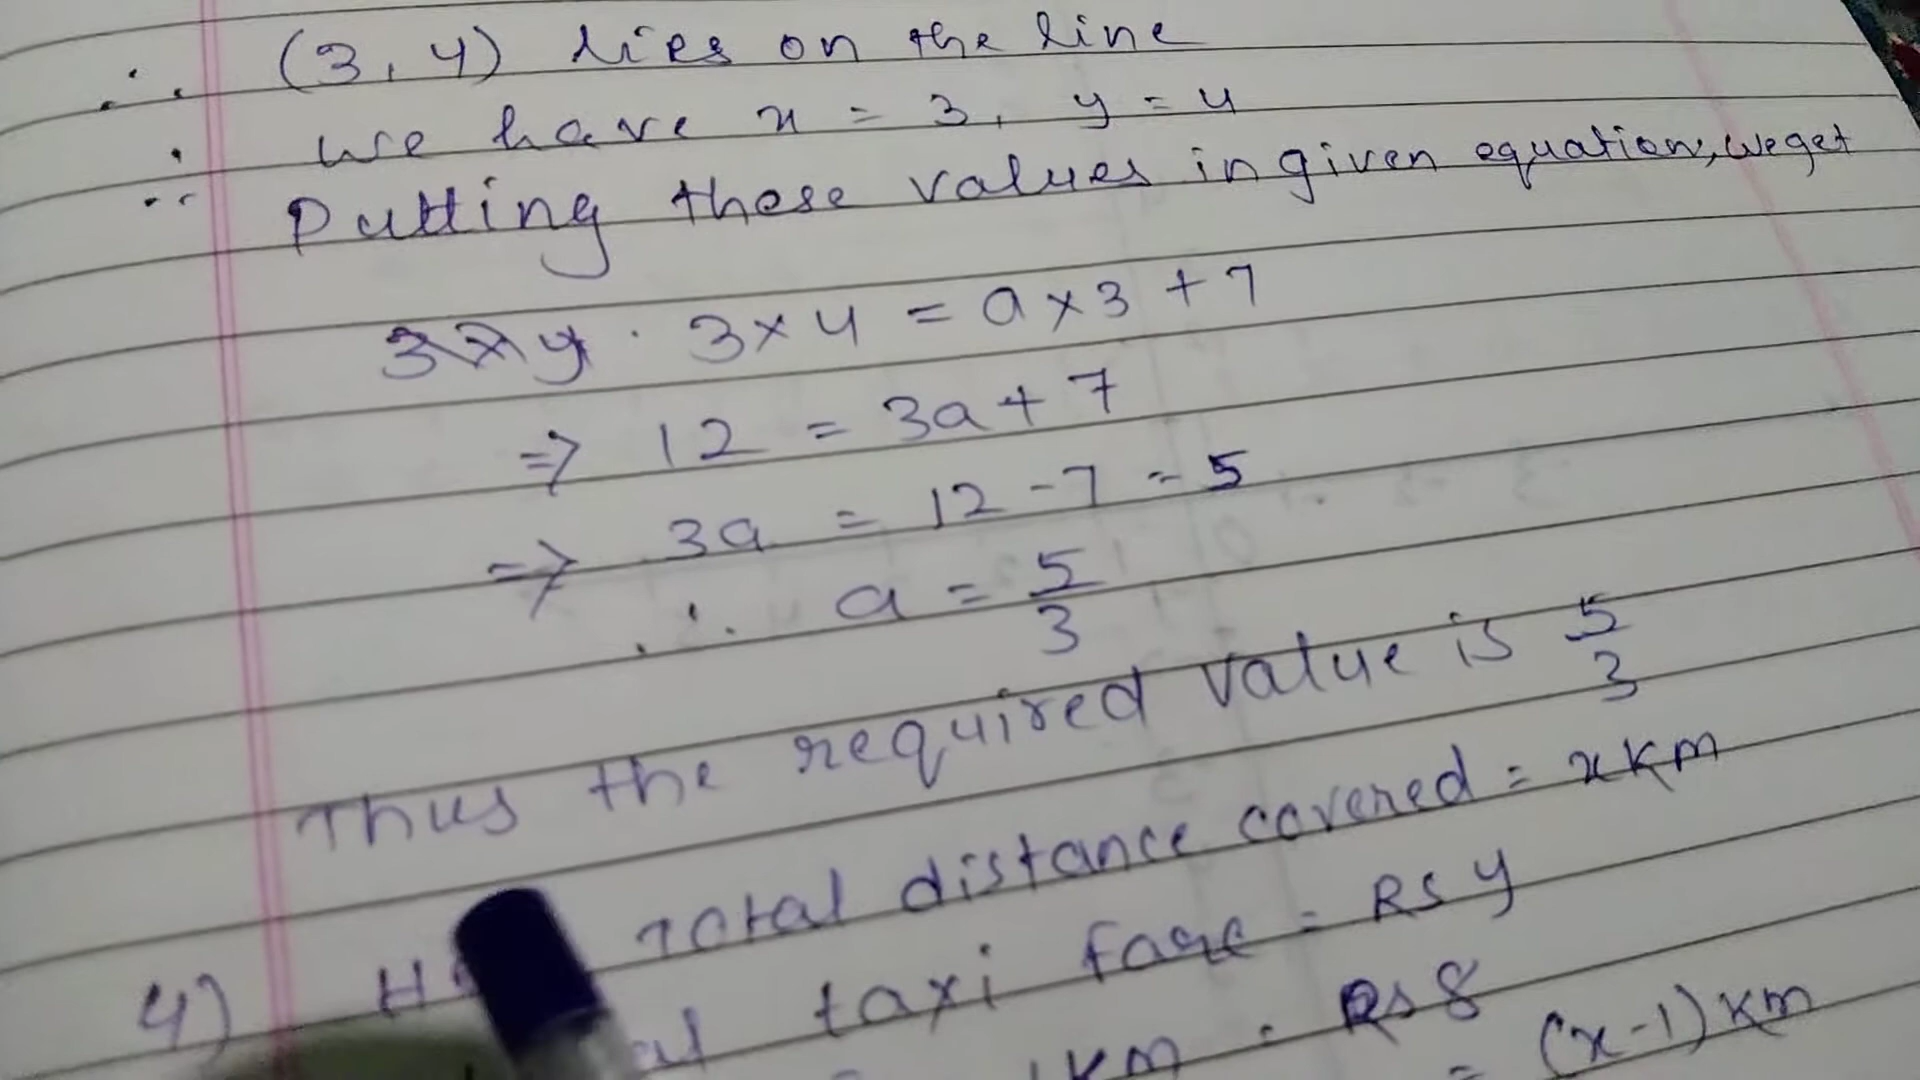 ∴ (3, 4) lies on the line
∴ we have x = 3, y = 4
Putting these values in given equation, we get
3 × 4 = a × 3 + 7
=> 12 = 3a + 7
=> 3a = 12 - 7 = 5
∴ a = 5/3
Thus the required value is 5/3
4) Total distance covered = x km
taxi fare = Rs y
km = Rs 8
= (x-1) km